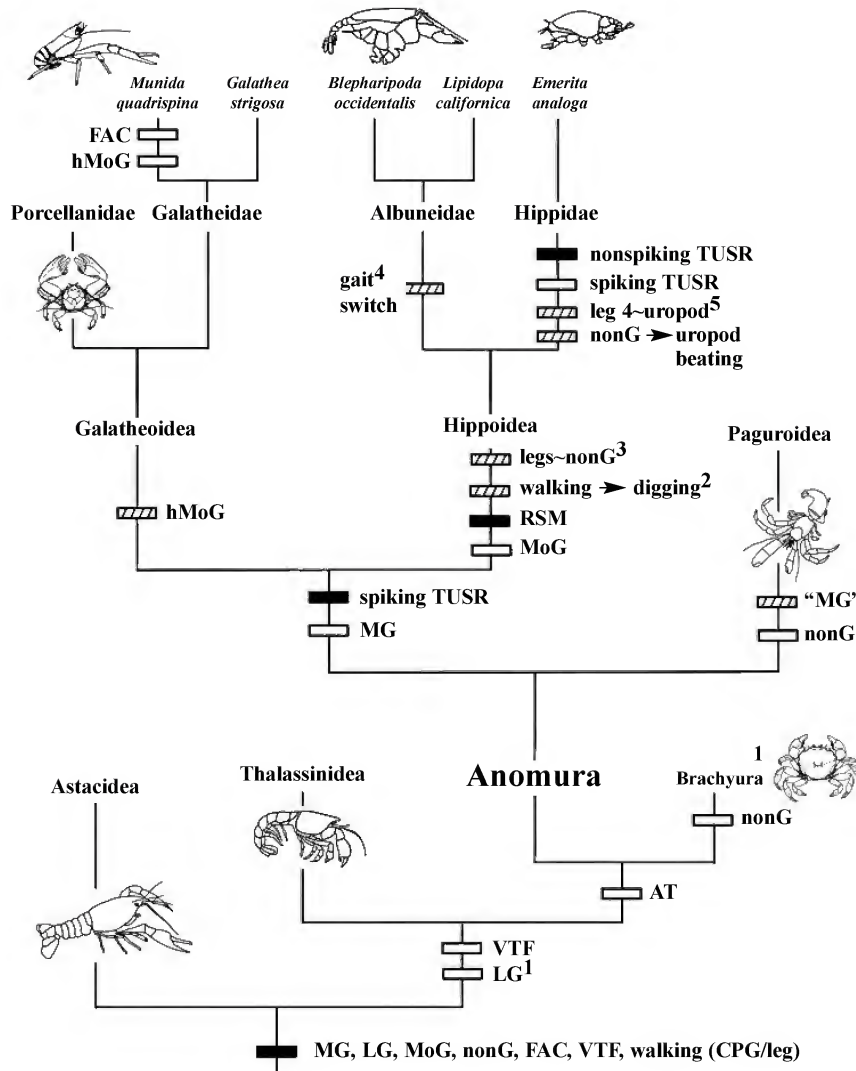 Munida quadrispina
Galathea strigosa
Blepharipoda occidentalis
Lipidopa californica
Emerita analoga
FAC
hMoG
Porcellanidae
Galatheidae
Albuneidae
Hippidae
gait4 switch
nonspiking TUSR
spiking TUSR
leg 4~uropod5
nonG → uropod beating
Galatheoidea
Hippoidea
Paguroidea
legs~nonG3
walking → digging2
RSM
MoG
hMoG
spiking TUSR
MG
"MG"
nonG
Astacidea
Thalassinidea
Anomura
1
Brachyura
nonG
AT
VTF
LG1
MG, LG, MoG, nonG, FAC, VTF, walking (CPG/leg)